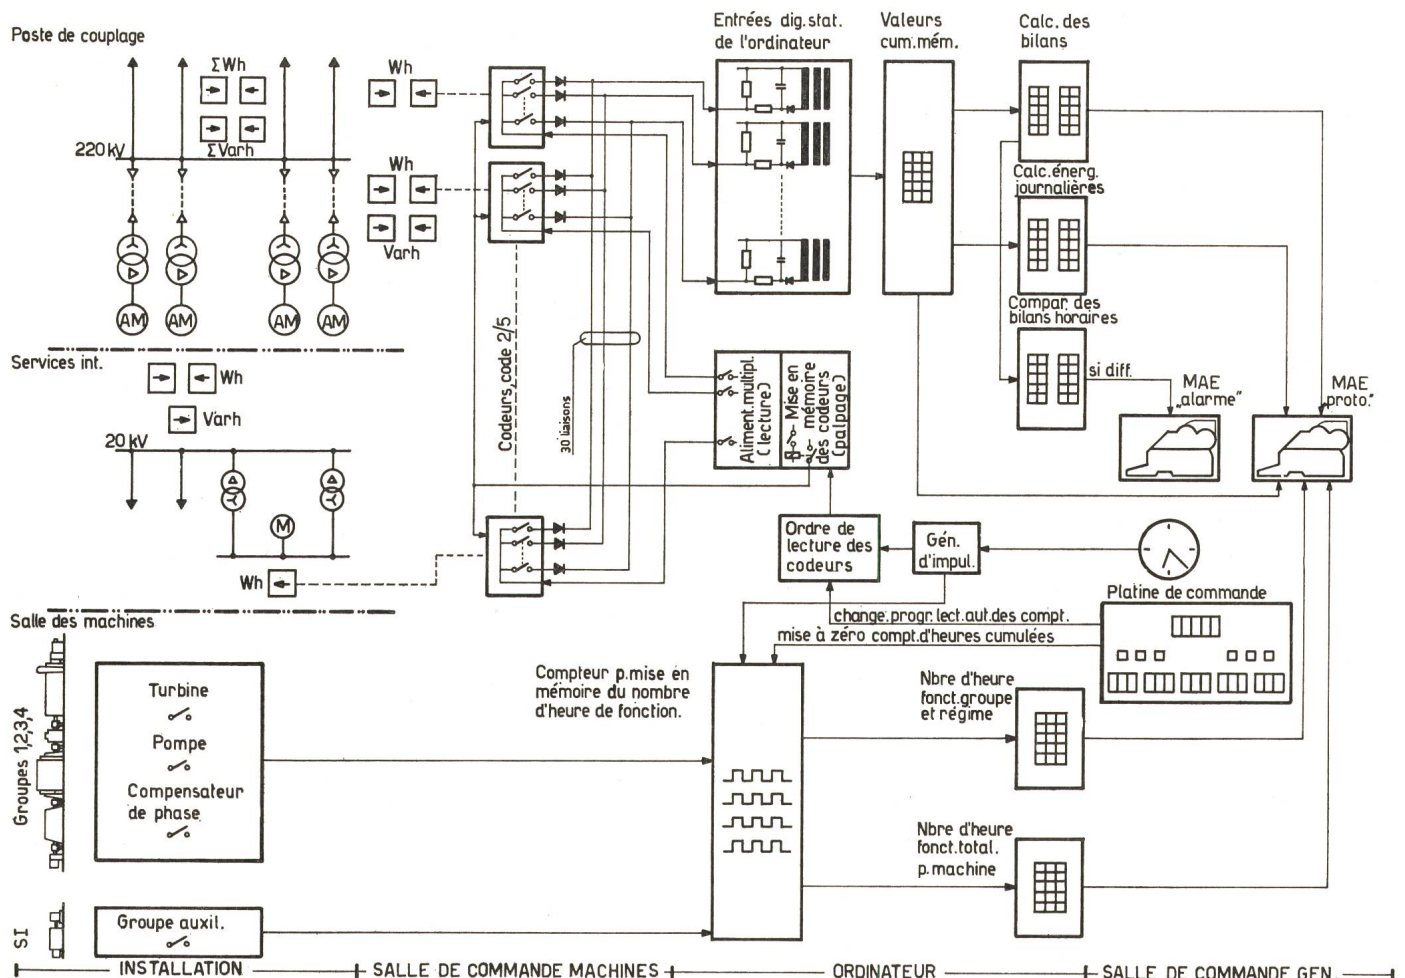 Poste de couplage
ΣWh
ΣVarh
220 kV
AM
AM
AM
AM
Wh
Wh
Varh
Services int.
Wh
Varh
20 kV
M
Wh
Codeurs, code 2/5
30 liaisons
Entrées dig. stat.
de l'ordinateur
Valeurs
cum. mém.
Calc. des
bilans
Calc. énerg.
journalières
Compar. des
bilans horaires
si diff.
MAE
„alarme”
MAE
„proto.”
Aliment. multipl.
(lecture)
Mise en
mémoire
des codeurs
(palpage)
Ordre de
lecture des
codeurs
Gén.
d'impul.
Platine de commande
change. progr. lect. aut. des compt.
mise à zéro compt. d'heures cumulées
Salle des machines
Groupes 1,2,3,4
Turbine
Pompe
Compensateur
de phase
Compteur p. mise en
mémoire du nombre
d'heure de fonction.
Nbre d'heure
fonct. groupe
et régime
Nbre d'heure
fonct. total.
p. machine
SI
Groupe auxil.
INSTALLATION
SALLE DE COMMANDE MACHINES
ORDINATEUR
SALLE DE COMMANDE GEN.